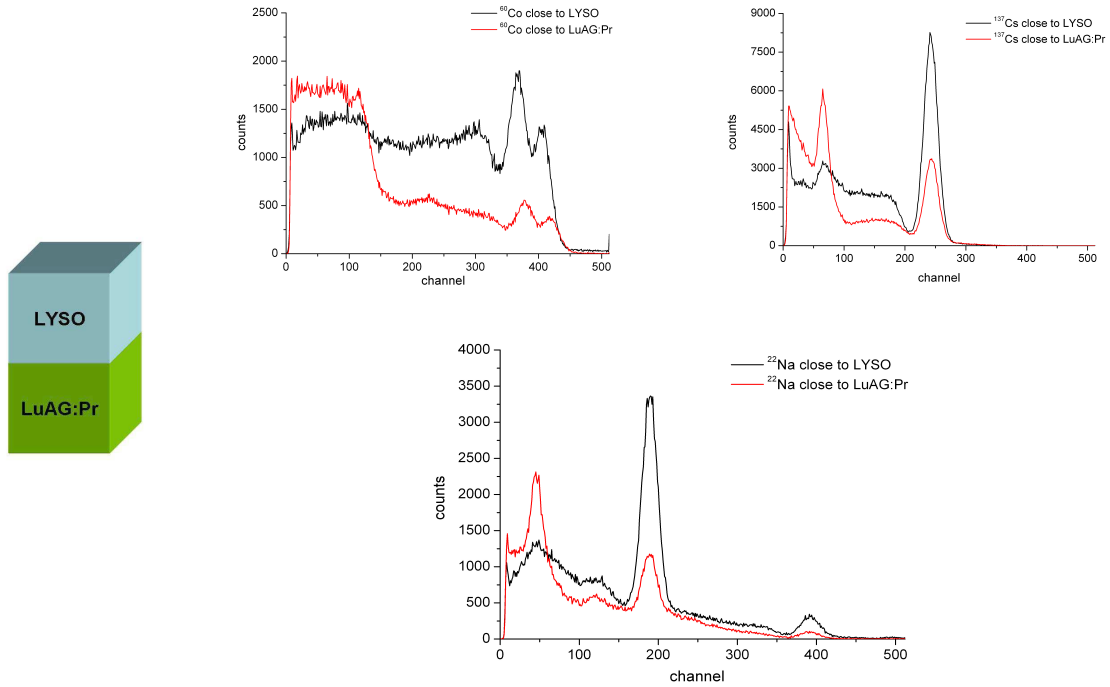 ⁶⁰Co close to LYSO
⁶⁰Co close to LuAG:Pr
2500
2000
1500
1000
500
0
counts
0 100 200 300 400 500
channel
¹³⁷Cs close to LYSO
¹³⁷Cs close to LuAG:Pr
9000
7500
6000
4500
3000
1500
0
counts
0 100 200 300 400 500
channel
LYSO
LuAG:Pr
²²Na close to LYSO
²²Na close to LuAG:Pr
4000
3500
3000
2500
2000
1500
1000
500
0
counts
0 100 200 300 400 500
channel